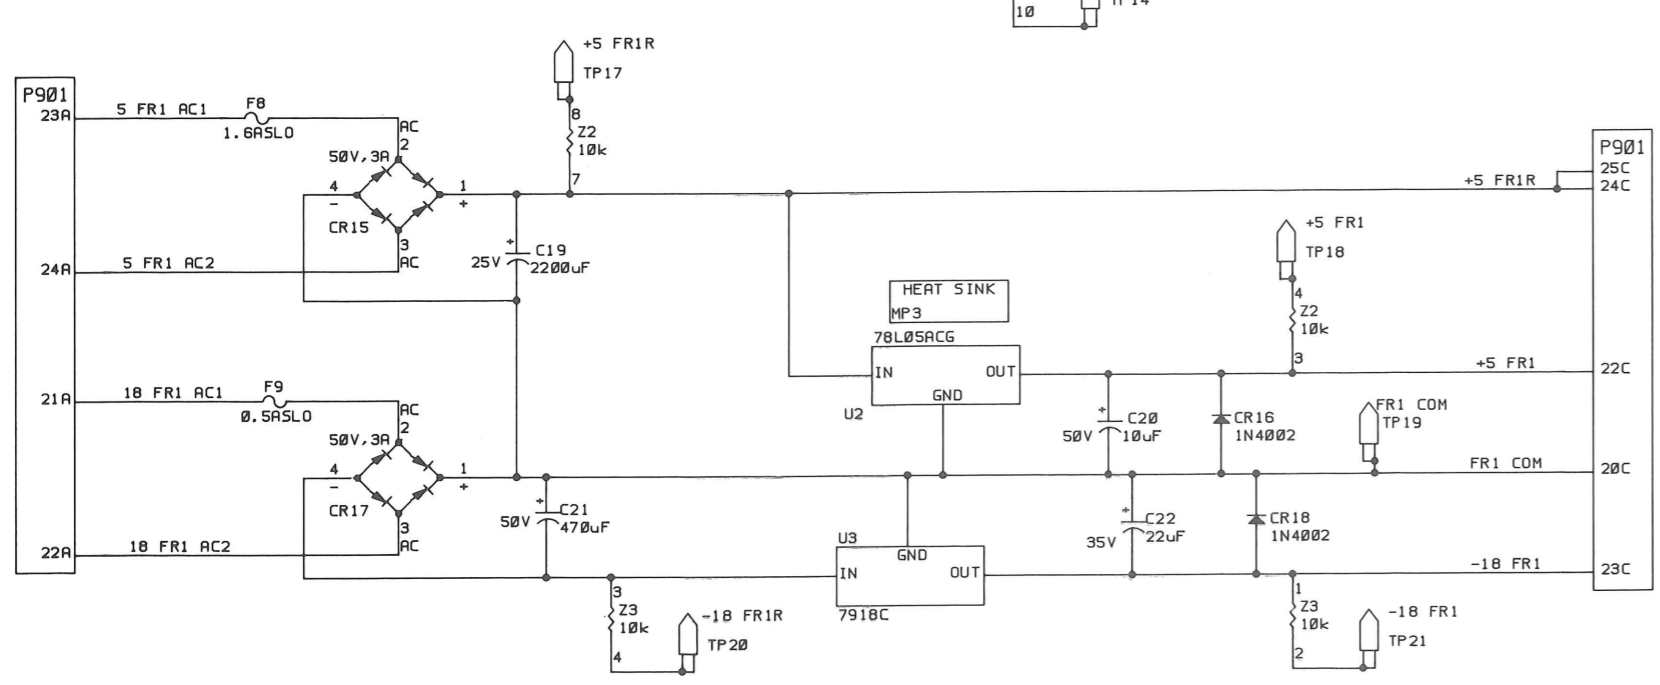 10
+5 FR1R
TP17
P901
23A
5 FR1 AC1
F8
1.6ASLO
AC
2
8
Z2
10k
7
50V,3A
4
-
1
+
CR15
3
AC
24A
5 FR1 AC2
+
C19
25V
2200uF
P901
25C
24C
+5 FR1R
+5 FR1
TP18
4
Z2
10k
3
HEAT SINK
MP3
78L05ACG
IN
OUT
GND
U2
+5 FR1
22C
21A
18 FR1 AC1
F9
0.5ASLO
AC
2
50V,3A
4
-
1
+
CR17
3
AC
22A
18 FR1 AC2
+
C20
50V
10uF
CR16
1N4002
FR1 COM
TP19
FR1 COM
20C
+
C21
50V
470uF
U3
GND
IN
OUT
7918C
+
C22
35V
22uF
CR18
1N4002
-18 FR1
23C
3
Z3
10k
4
-18 FR1R
TP20
1
Z3
10k
2
-18 FR1
TP21